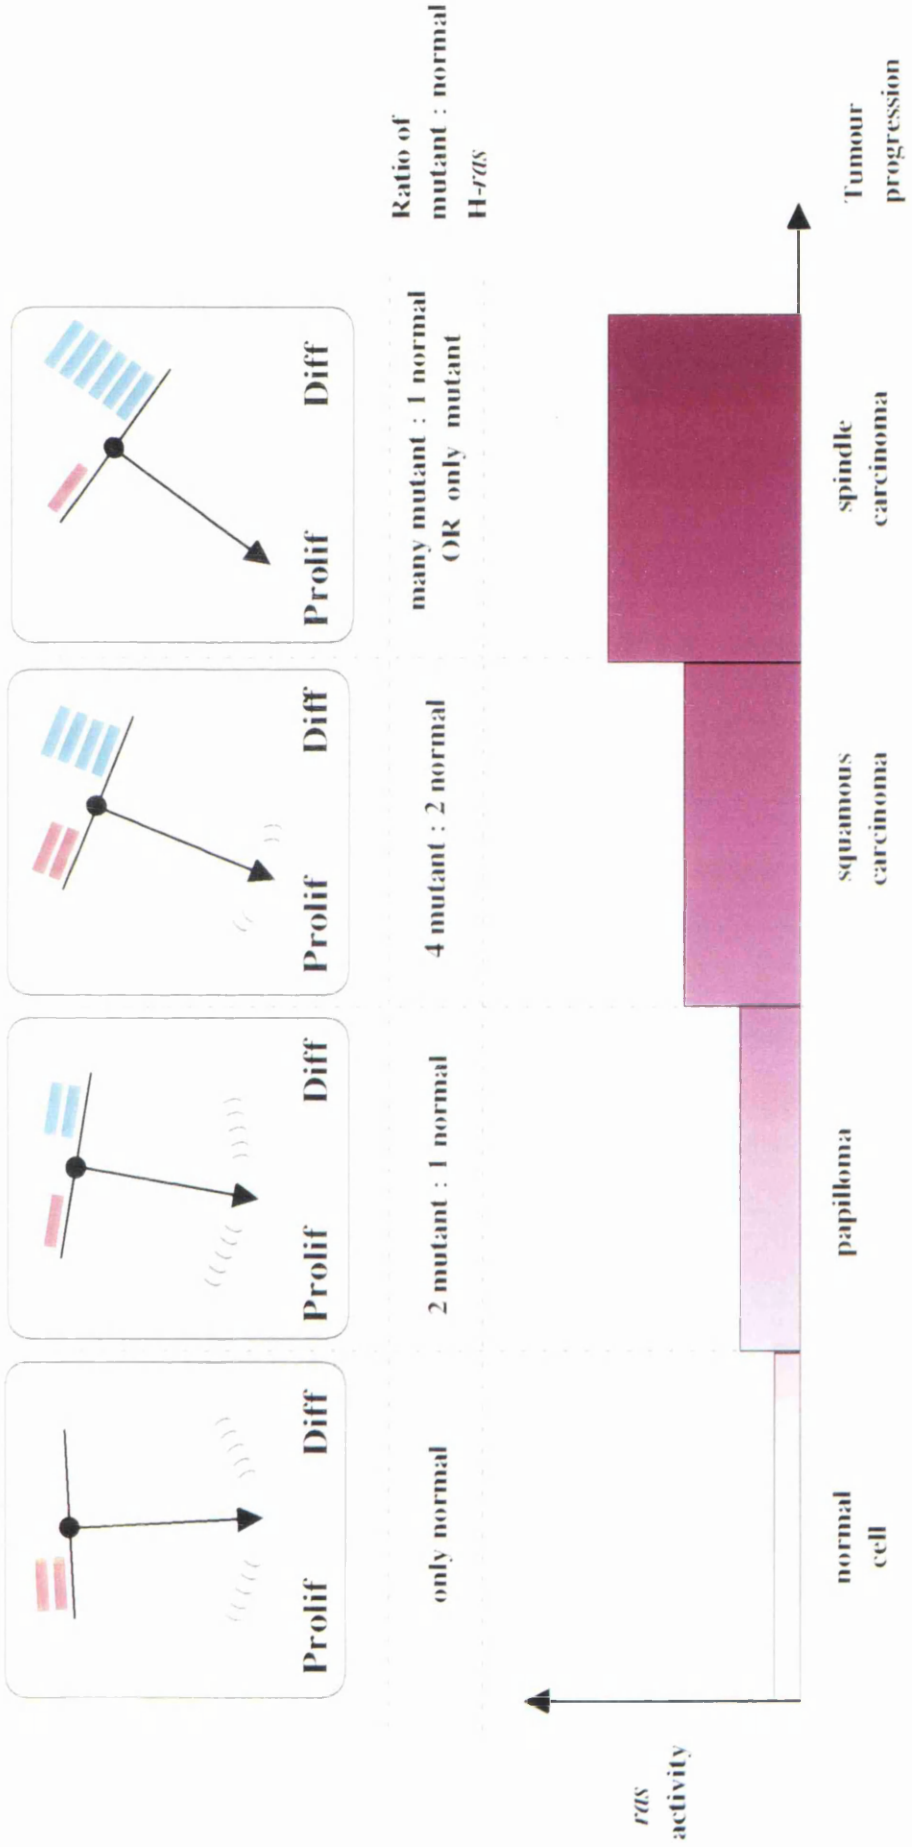 Prolif Diff
Prolif Diff
Prolif Diff
Prolif Diff
only normal
2 mutant : 1 normal
4 mutant : 2 normal
many mutant : 1 normal
OR only mutant
Ratio of
mutant : normal
H-ras
ras
activity
normal
cell
papilloma
squamous
carcinoma
spindle
carcinoma
Tumour
progression